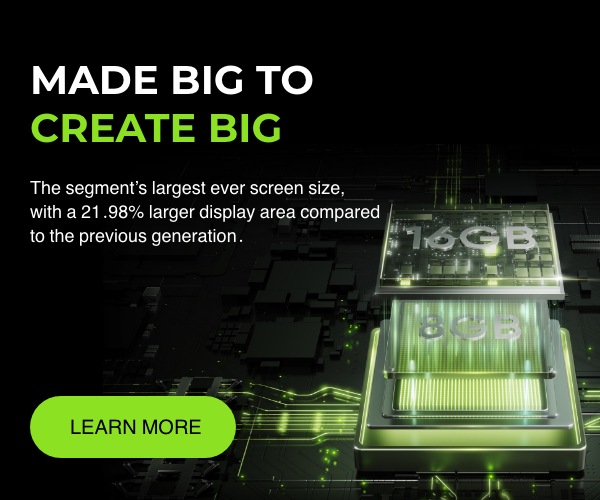 MADE BIG TO
CREATE BIG
The segment’s largest ever screen size,
with a 21.98% larger display area compared
to the previous generation.
16GB
8GB
LEARN MORE